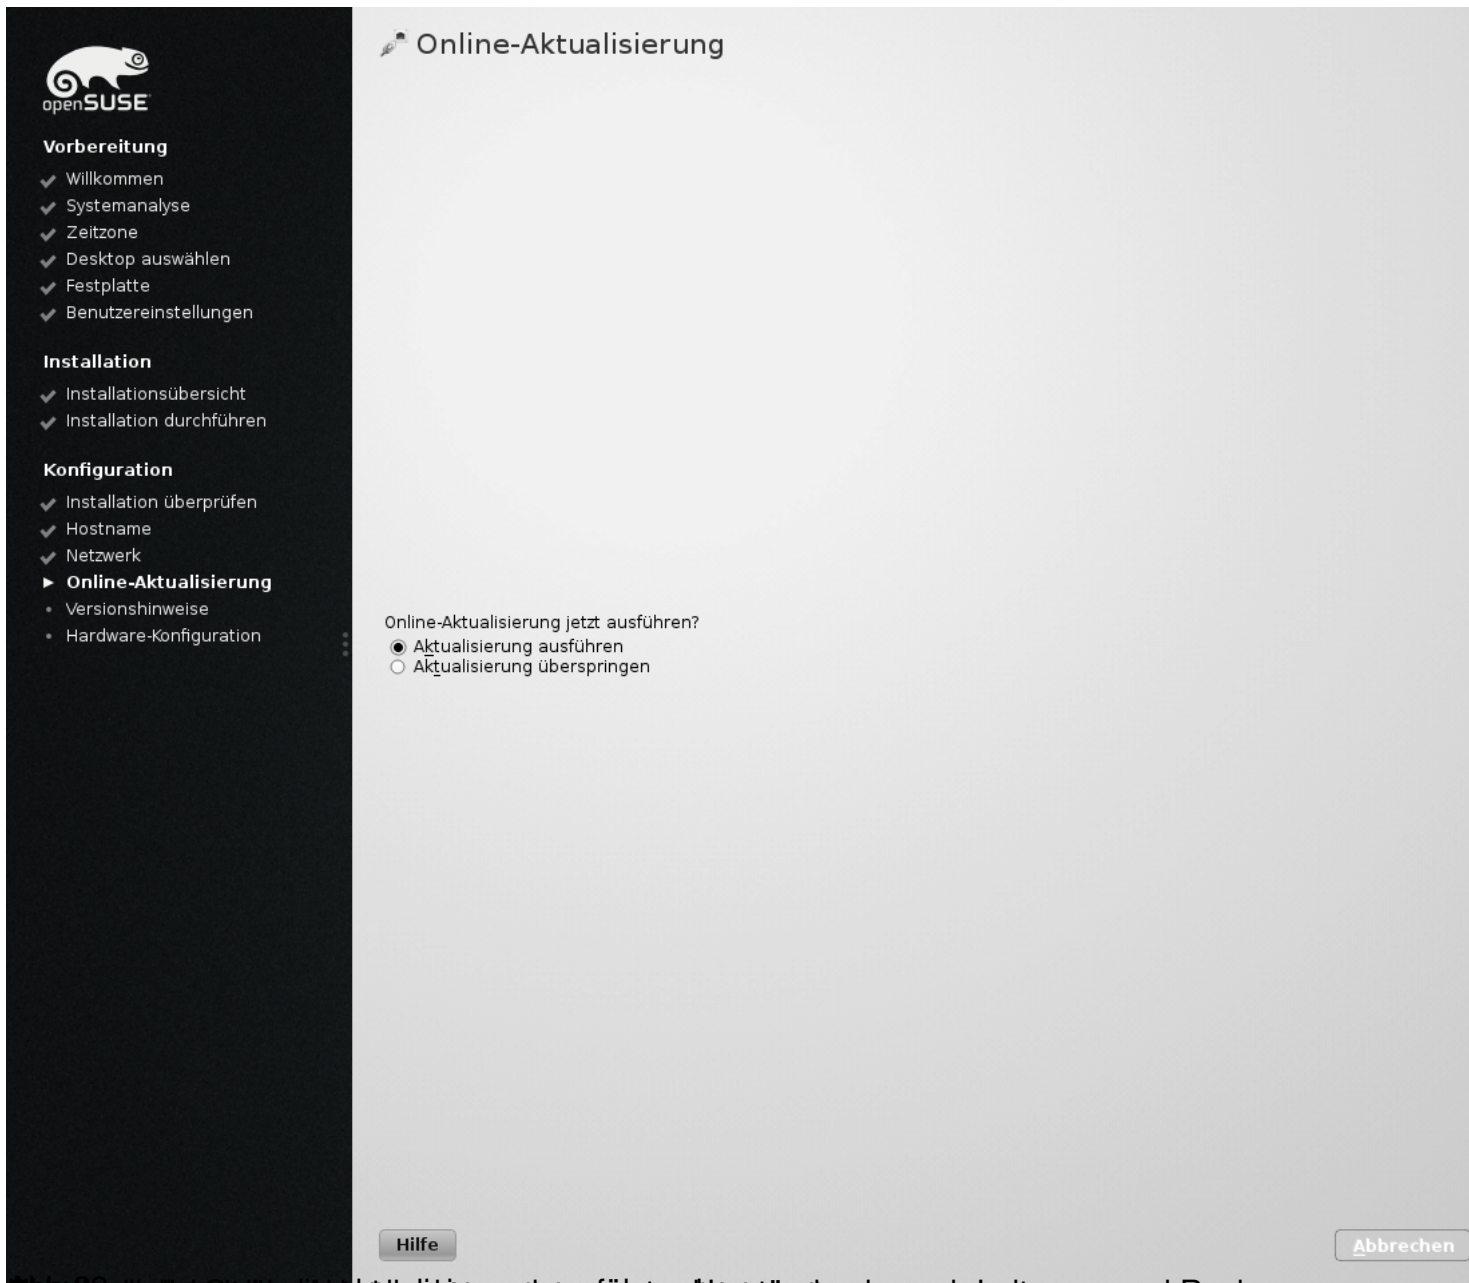 openSUSE
Vorbereitung
Willkommen
Systemanalyse
Zeitzone
Desktop auswählen
Festplatte
Benutzereinstellungen
Installation
Installationsübersicht
Installation durchführen
Konfiguration
Installation überprüfen
Hostname
Netzwerk
Online-Aktualisierung
Versionshinweise
Hardware-Konfiguration
Online-Aktualisierung
Online-Aktualisierung jetzt ausführen?
Aktualisierung ausführen
Aktualisierung überspringen
Hilfe
Abbrechen